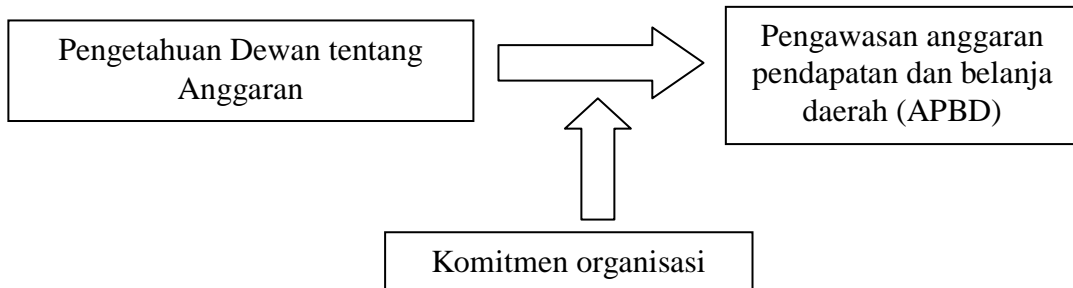 Pengetahuan Dewan tentang
Anggaran
Pengawasan anggaran
pendapatan dan belanja
daerah (APBD)
Komitmen organisasi